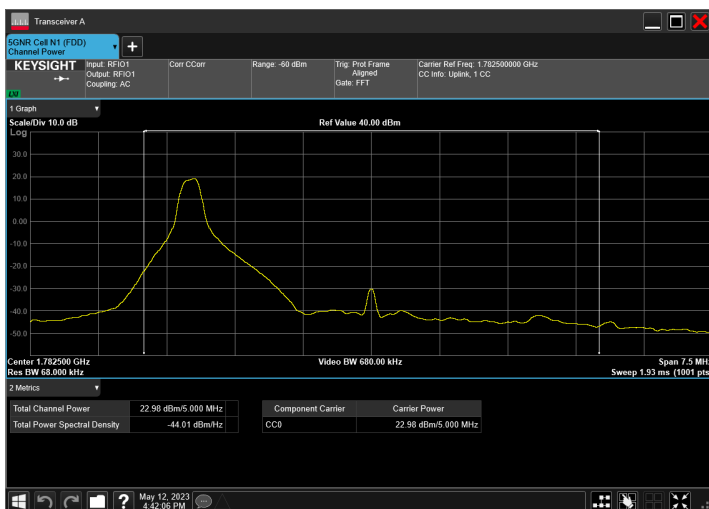 Transceiver A
5GNR Cell N1 (FDD)
Channel Power
KEYSIGHT
LXI
Input: RFIO1
Output: RFIO1
Coupling: AC
Corr CCorr
Range: -60 dBm
Trig: Prot Frame
Aligned
Gate: FFT
Carrier Ref Freq: 1.782500000 GHz
CC Info: Uplink, 1 CC
1 Graph
Scale/Div 10.0 dB
Ref Value 40.00 dBm
Log
30.0
20.0
10.0
0.00
-10.0
-20.0
-30.0
-40.0
-50.0
Center 1.782500 GHz
Video BW 680.00 kHz
Span 7.5 MHz
Res BW 68.000 kHz
Sweep 1.93 ms (1001 pts)
2 Metrics
Total Channel Power 22.98 dBm/5.000 MHz
Total Power Spectral Density -44.01 dBm/Hz
Component Carrier Carrier Power
CC0 22.98 dBm/5.000 MHz
?
May 12, 2023
4:42:06 PM